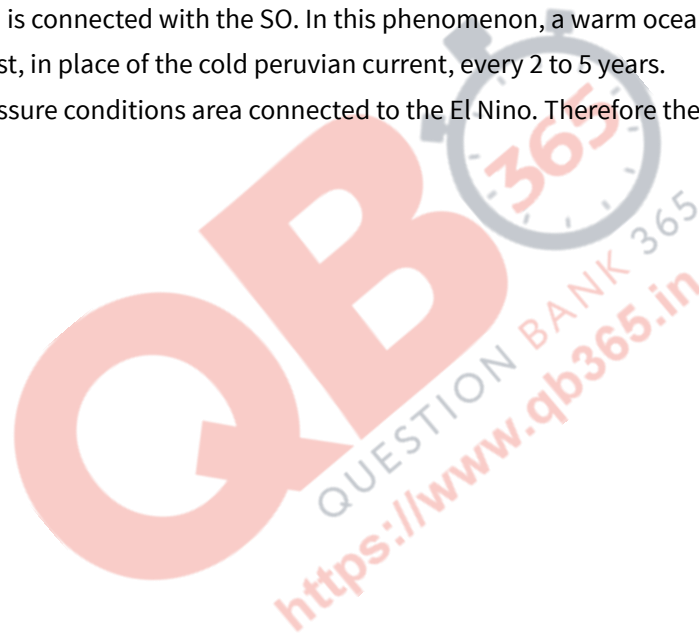 is connected with the SO. In this phenomenon, a warm ocea
st, in place of the cold peruvian current, every 2 to 5 years.
ssure conditions area connected to the El Nino. Therefore the
365
QB
QUESTION BANK 365
https://www.qb365.in